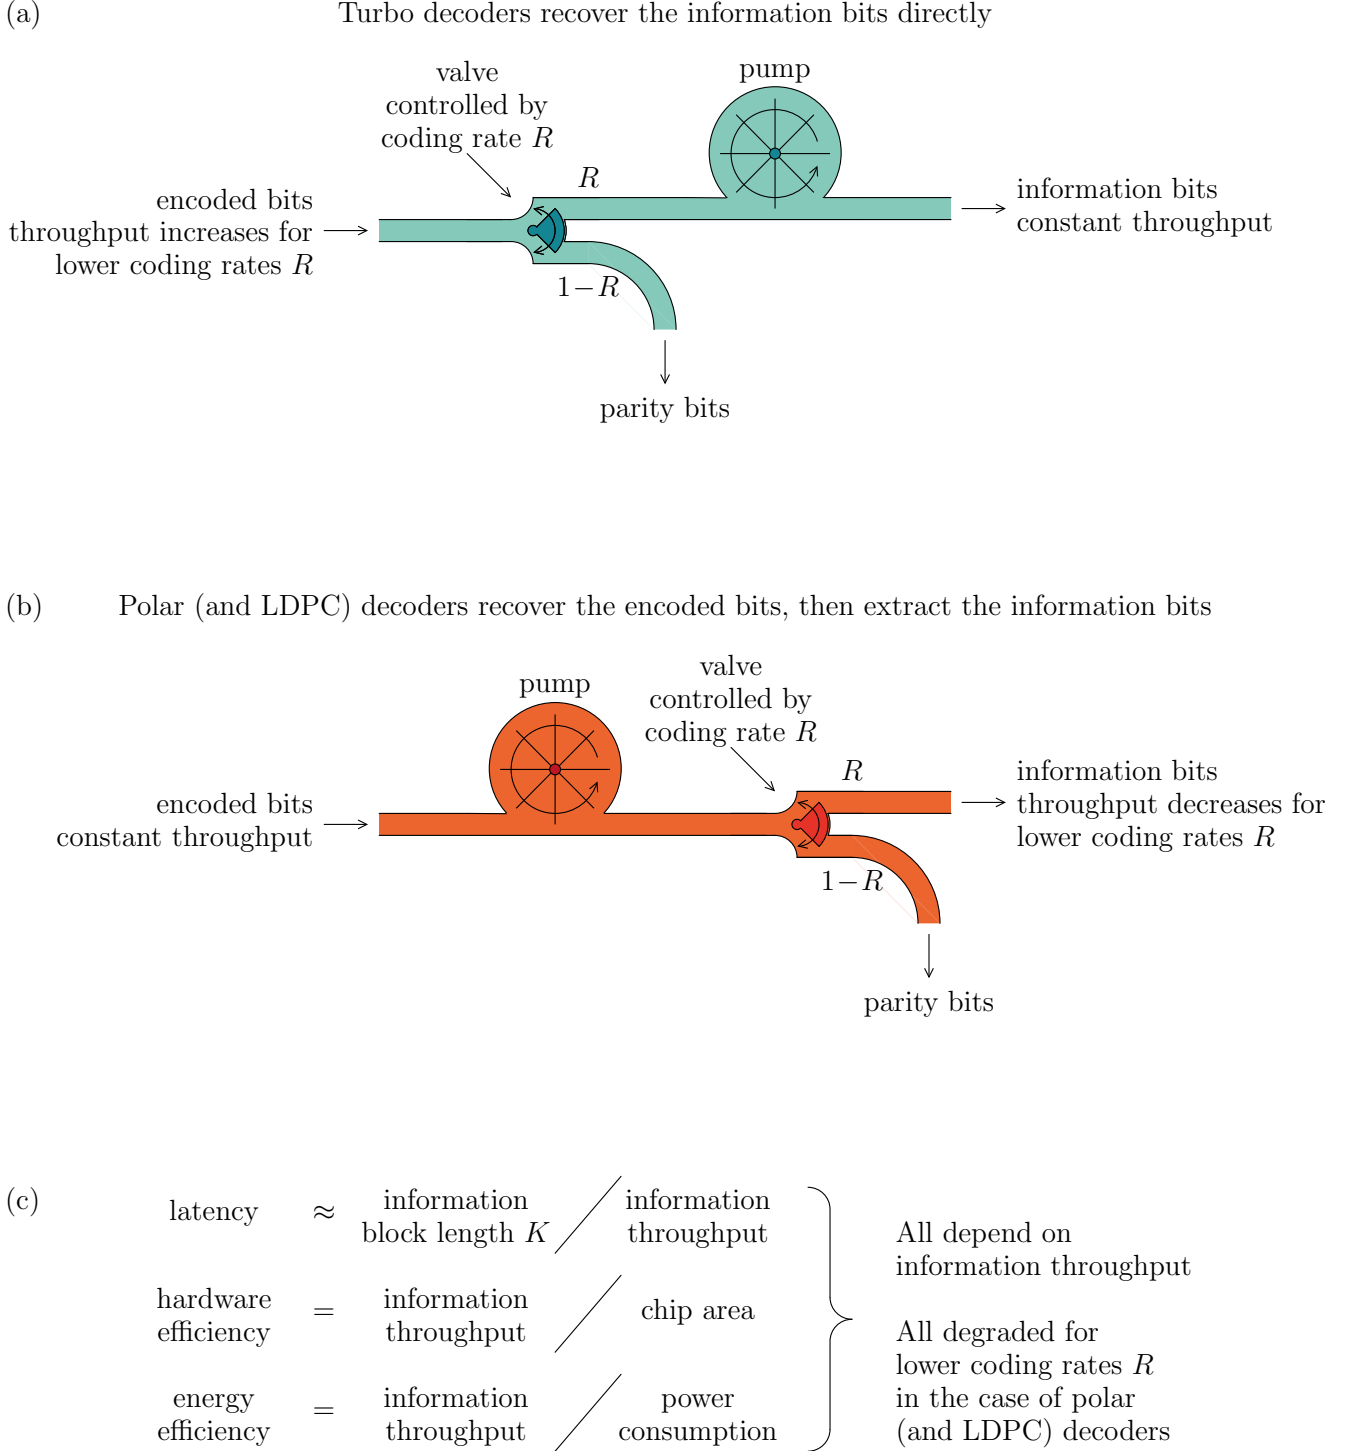 (a)
Turbo decoders recover the information bits directly
valve
controlled by
coding rate R
pump
R
encoded bits
throughput increases for
lower coding rates R
information bits
constant throughput
1−R
parity bits
(b)
Polar (and LDPC) decoders recover the encoded bits, then extract the information bits
pump
valve
controlled by
coding rate R
R
encoded bits
constant throughput
information bits
throughput decreases for
lower coding rates R
1−R
parity bits
(c)
latency ≈ information block length K / information throughput
hardware efficiency = information throughput / chip area
energy efficiency = information throughput / power consumption
All depend on
information throughput
All degraded for
lower coding rates R
in the case of polar
(and LDPC) decoders